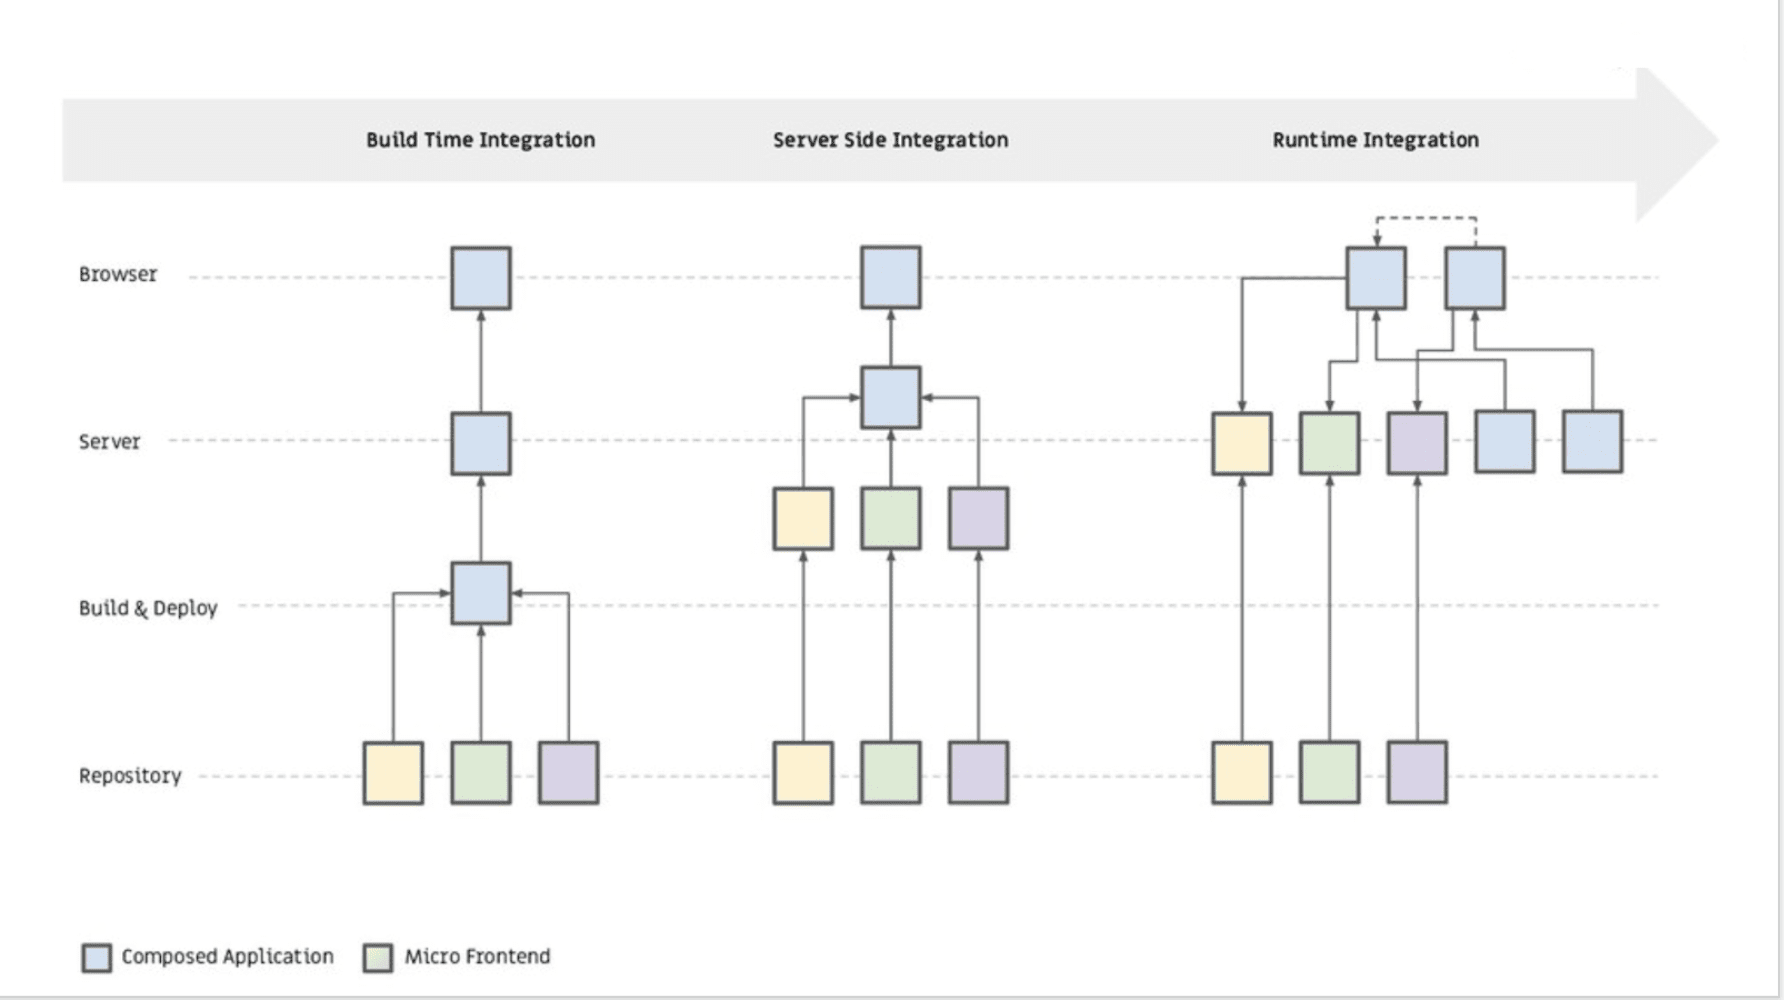 Build Time Integration
Server Side Integration
Runtime Integration
Browser
Server
Build & Deploy
Repository
Composed Application
Micro Frontend